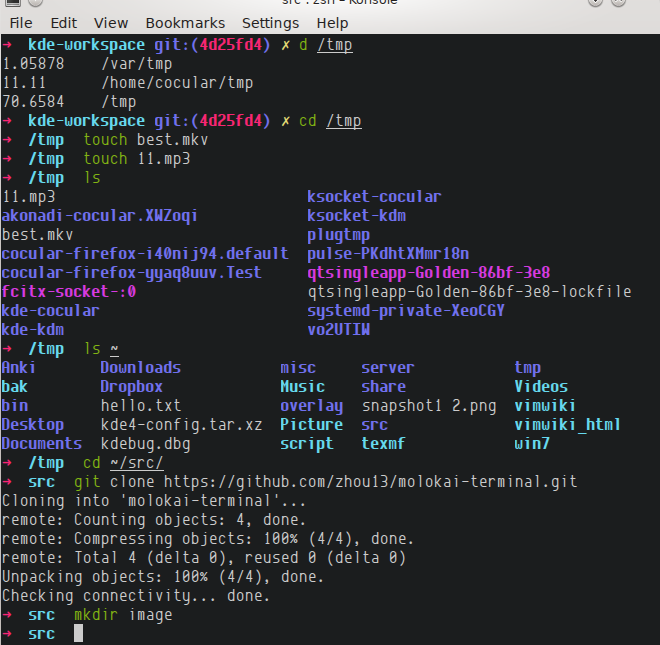 src : zsh – Konsole
File Edit View Bookmarks Settings Help
→ kde-workspace git:(4d25fd4) ✗ d /tmp
1.05878 /var/tmp
11.11 /home/cocular/tmp
70.6584 /tmp
→ kde-workspace git:(4d25fd4) ✗ cd /tmp
→ /tmp touch best.mkv
→ /tmp touch 11.mp3
→ /tmp ls
11.mp3 ksocket-cocular
akonadi-cocular.XWZoqi ksocket-kdm
best.mkv plugtmp
cocular-firefox-i40nij94.default pulse-PKdhtXMmr18n
cocular-firefox-yyaq8uuv.Test qtsingleapp-Golden-86bf-3e8
fcitx-socket-:0 qtsingleapp-Golden-86bf-3e8-lockfile
kde-cocular systemd-private-XeoCGY
kde-kdm vo2UTIW
→ /tmp ls ~
Anki Downloads misc server tmp
bak Dropbox Music share Videos
bin hello.txt overlay snapshot1 2.png vimwiki
Desktop kde4-config.tar.xz Picture src vimwiki_html
Documents kdebug.dbg script texmf win7
→ /tmp cd ~/src/
→ src git clone https://github.com/zhou13/molokai-terminal.git
Cloning into 'molokai-terminal'...
remote: Counting objects: 4, done.
remote: Compressing objects: 100% (4/4), done.
remote: Total 4 (delta 0), reused 0 (delta 0)
Unpacking objects: 100% (4/4), done.
Checking connectivity... done.
→ src mkdir image
→ src